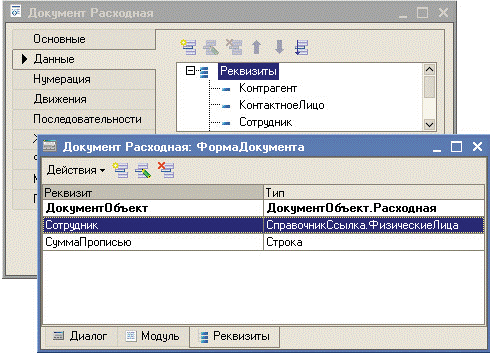 Документ Расходная
Основные
Данные
Нумерация
Движения
Последовательности
Реквизиты
Контрагент
КонтактноеЛицо
Сотрудник
Документ Расходная: ФормаДокумента
Действия
Реквизит Тип
ДокументОбъект ДокументОбъект.Расходная
Сотрудник СправочникСсылка.ФизическиеЛица
СуммаПрописью Строка
Диалог Модуль Реквизиты